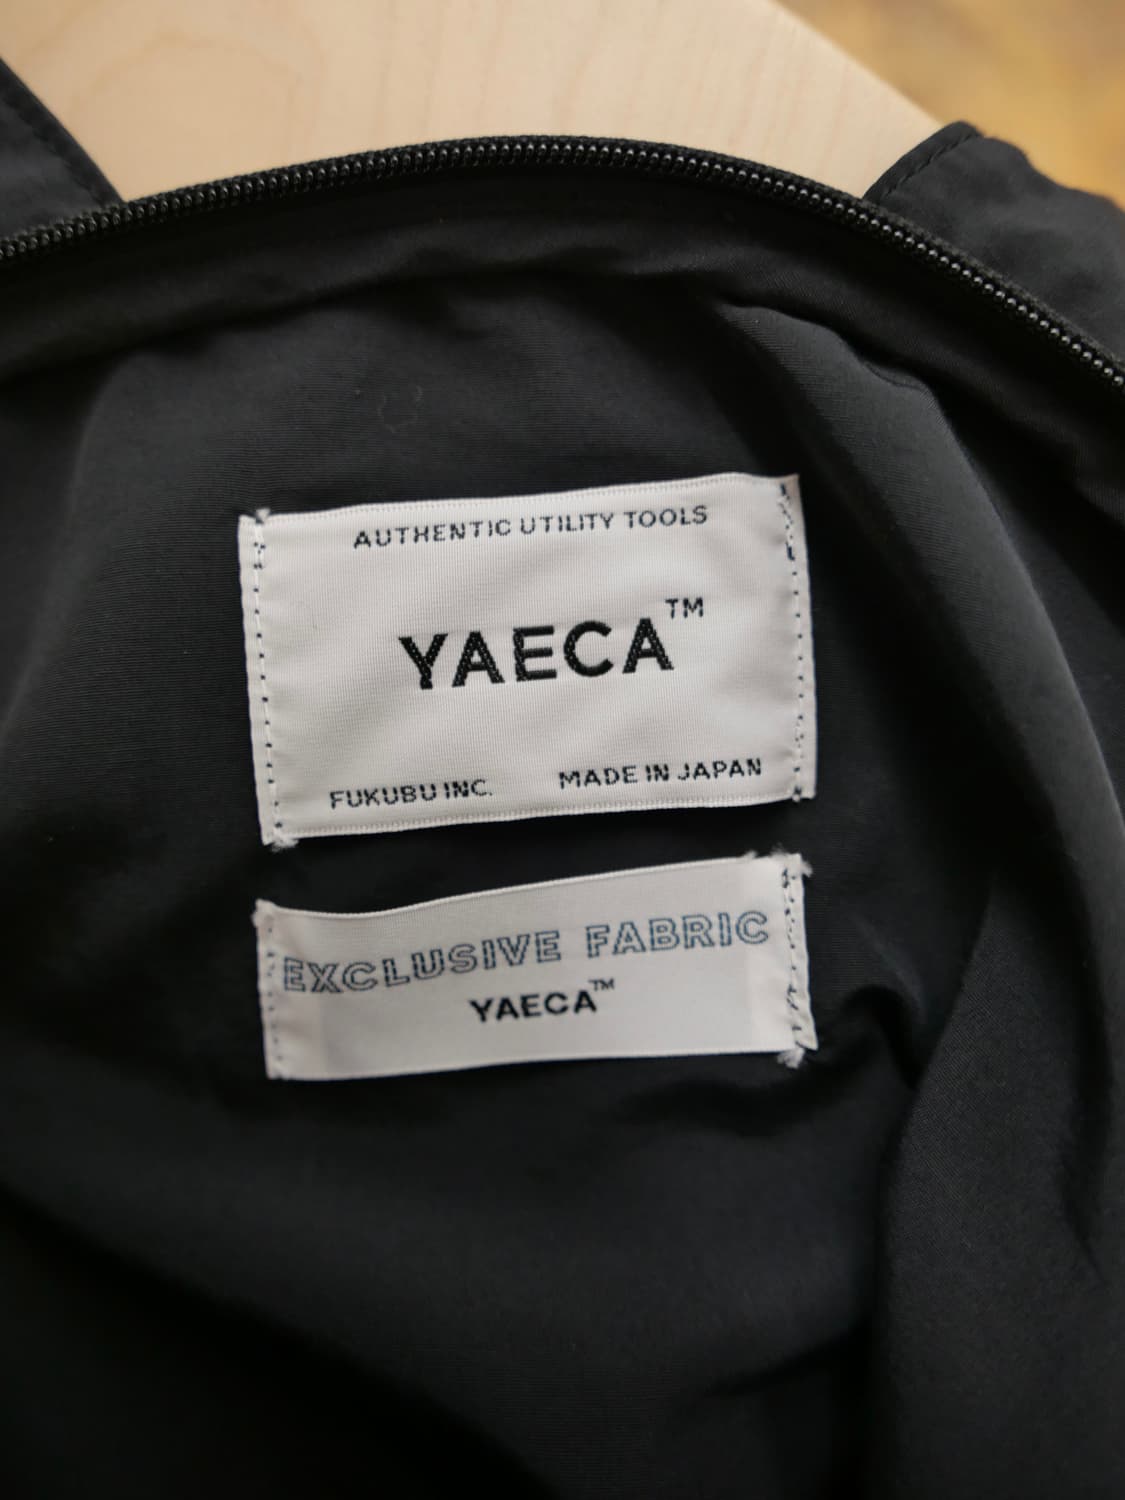 AUTHENTIC UTILITY TOOLS
YAECA™
FUKUBU INC. MADE IN JAPAN
EXCLUSIVE FABRIC
YAECA™